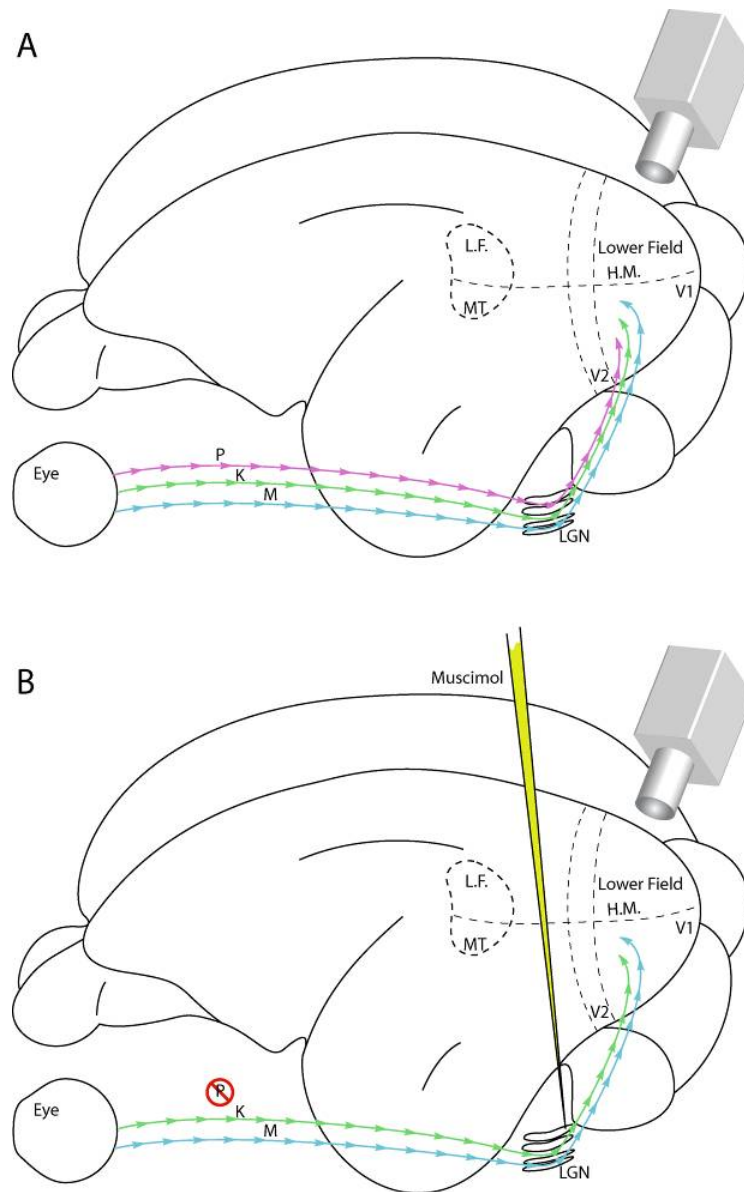 A
L.F.
Lower Field
H.M.
MT
V1
V2
P
Eye
K
M
LGN
B
Muscimol
L.F.
Lower Field
H.M.
MT
V1
V2
P
Eye
K
M
LGN